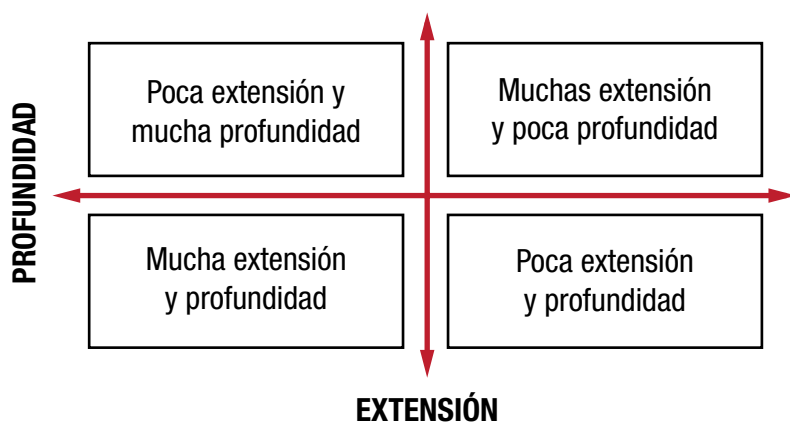 PROFUNDIDAD
Poca extensión y
mucha profundidad
Muchas extensión
y poca profundidad
Mucha extensión
y profundidad
Poca extensión
y profundidad
EXTENSIÓN